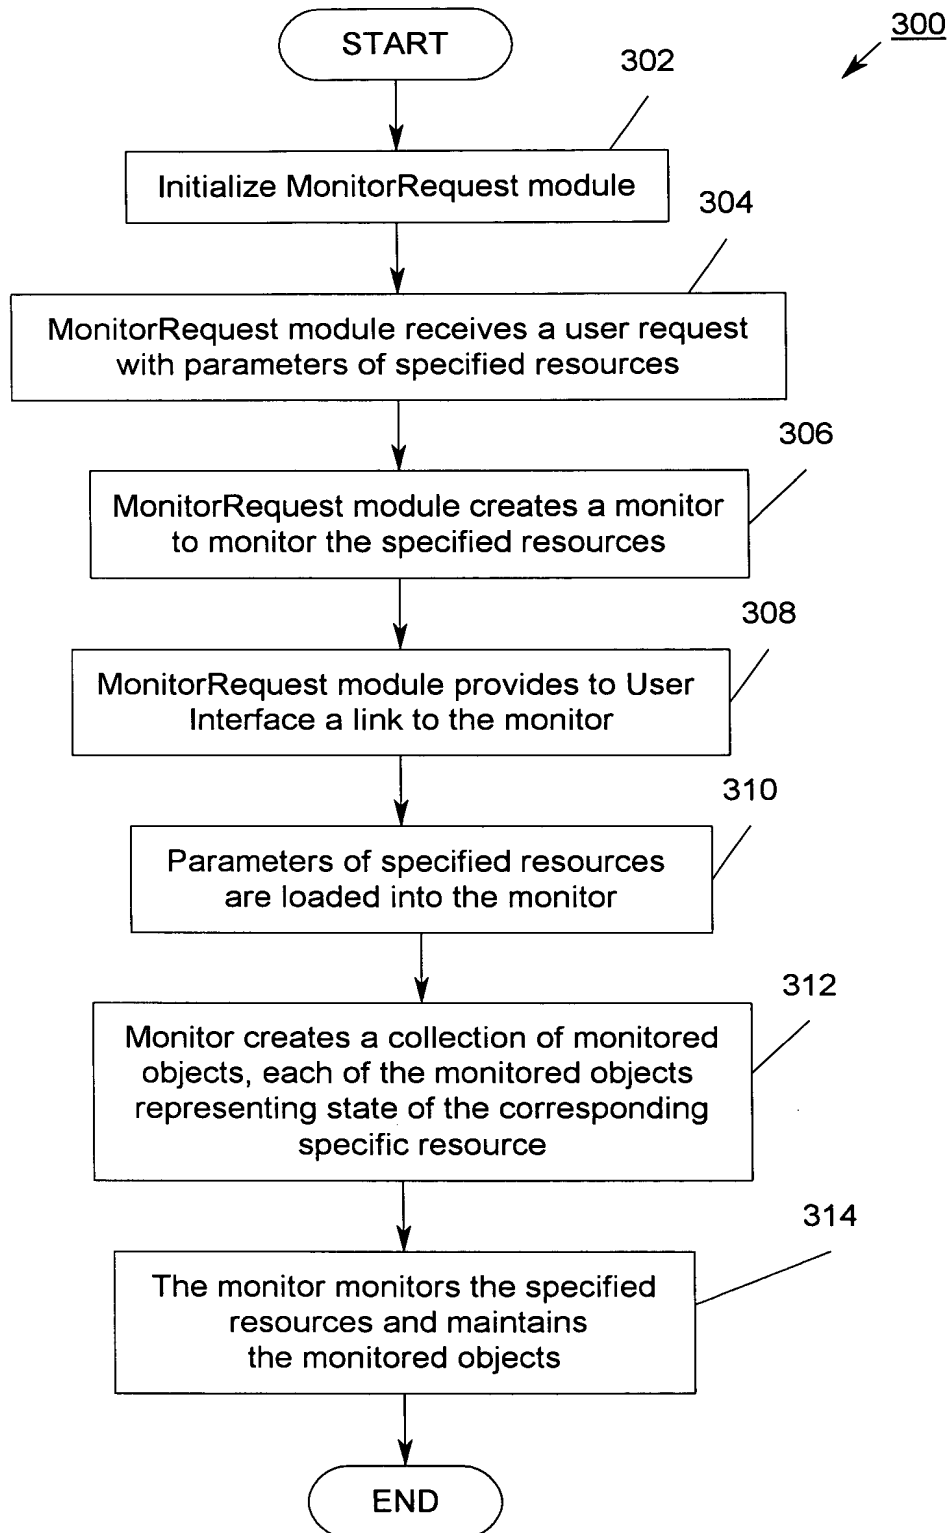 300
START
302
Initialize MonitorRequest module
304
MonitorRequest module receives a user request
with parameters of specified resources
306
MonitorRequest module creates a monitor
to monitor the specified resources
308
MonitorRequest module provides to User
Interface a link to the monitor
310
Parameters of specified resources
are loaded into the monitor
312
Monitor creates a collection of monitored
objects, each of the monitored objects
representing state of the corresponding
specific resource
314
The monitor monitors the specified
resources and maintains
the monitored objects
END